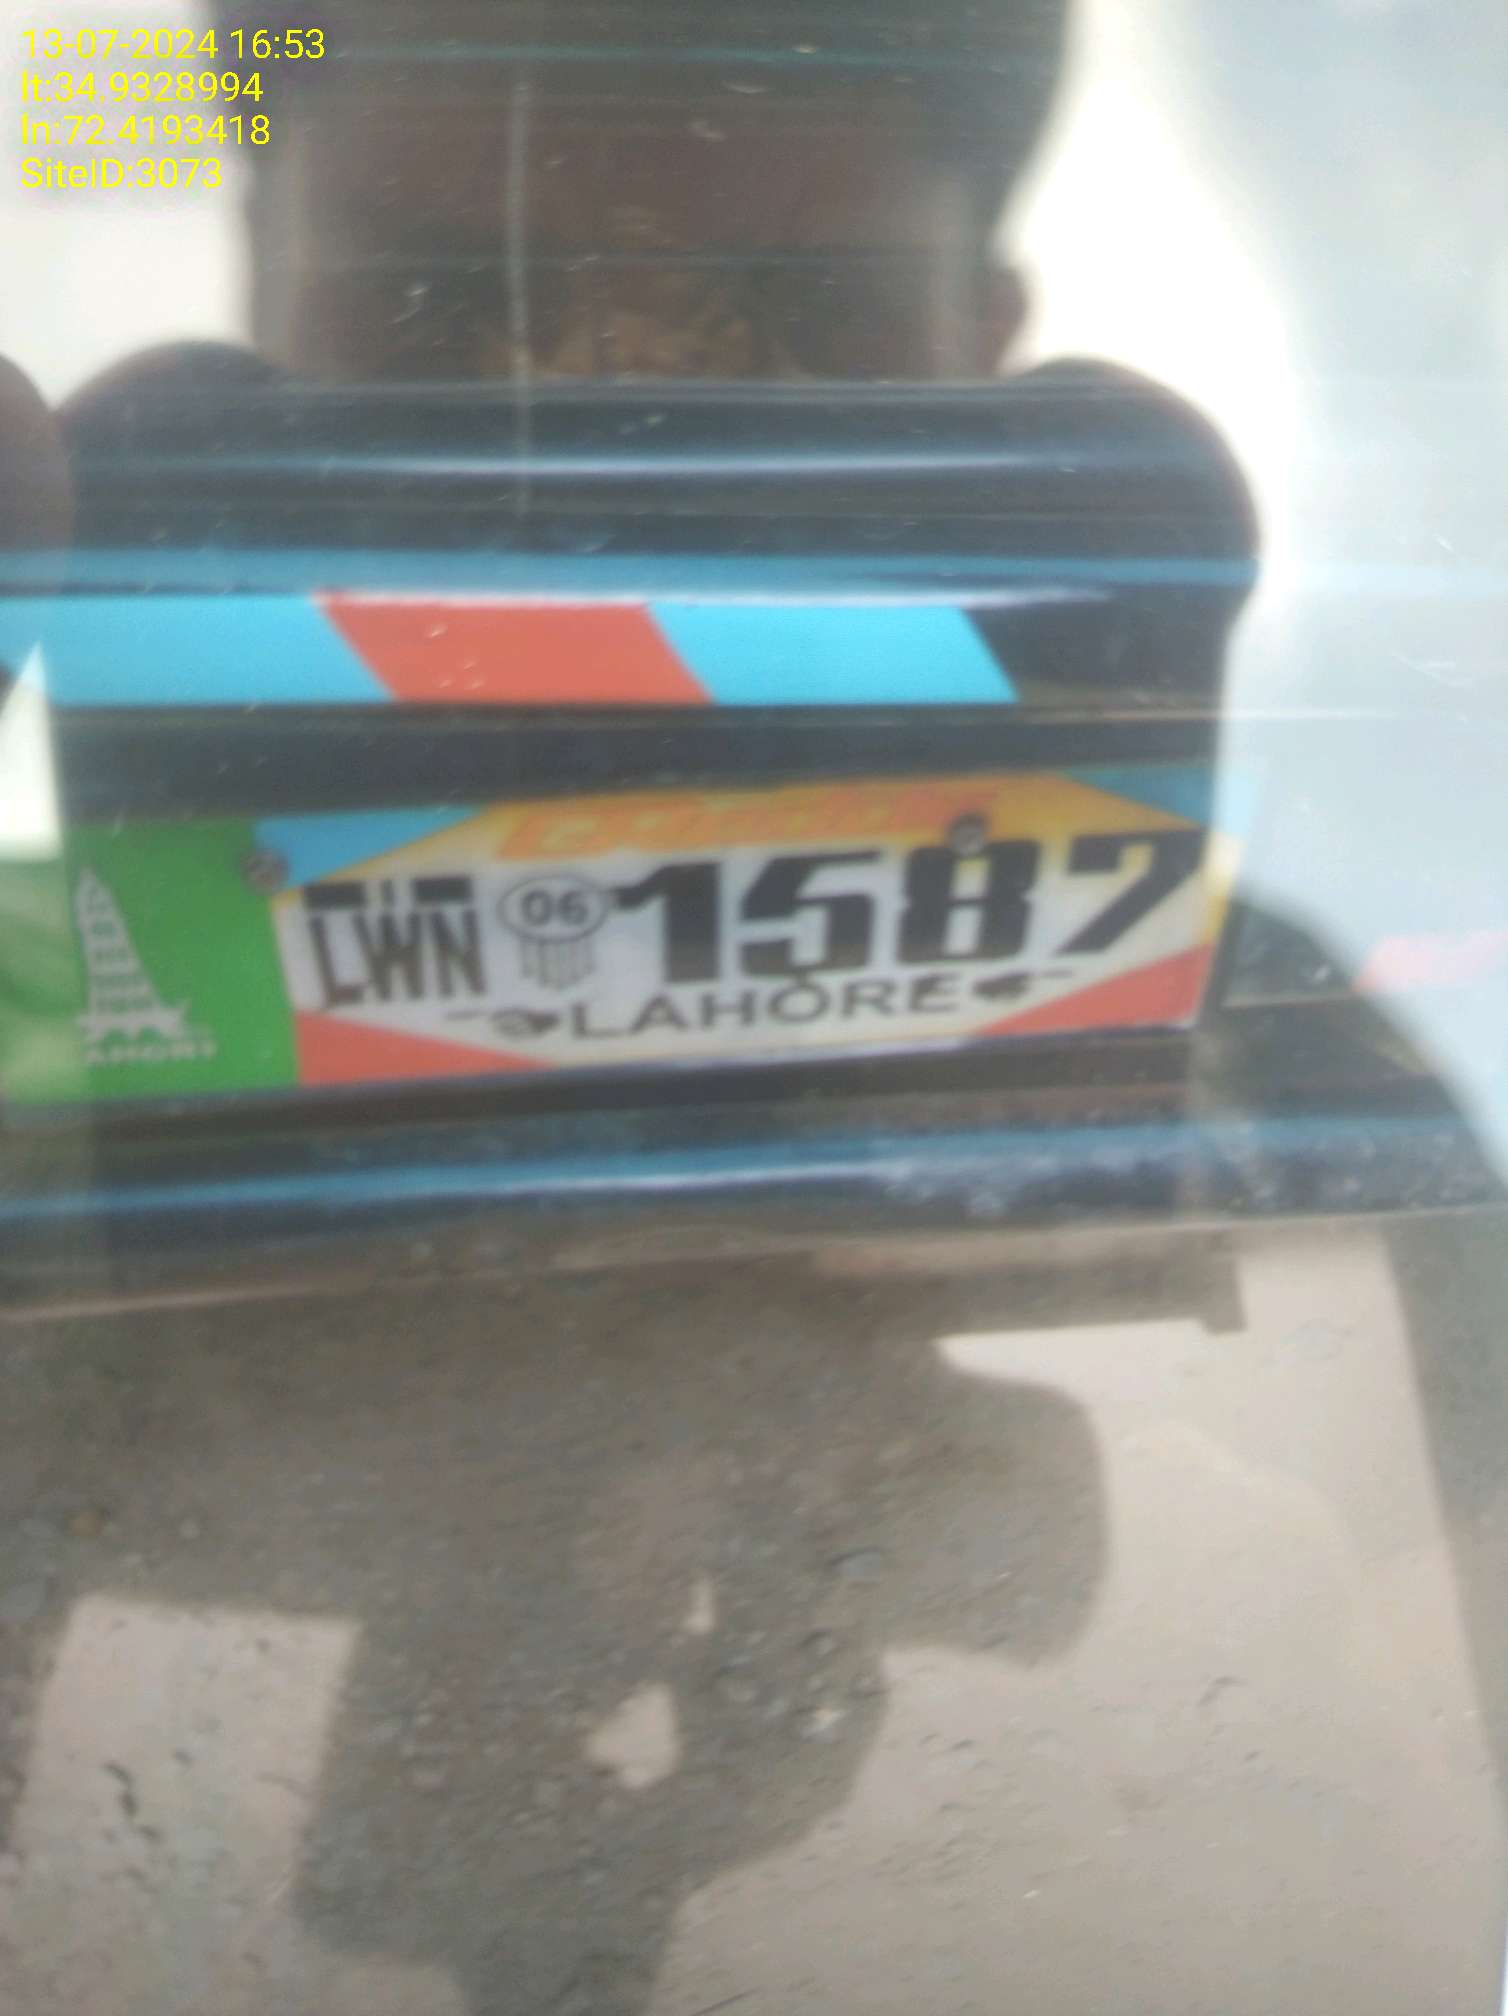 13-07-2024 16:53
lt:34.9328994
ln:72.4193418
SiteID:3073
LWN 06 1587
LAHORE